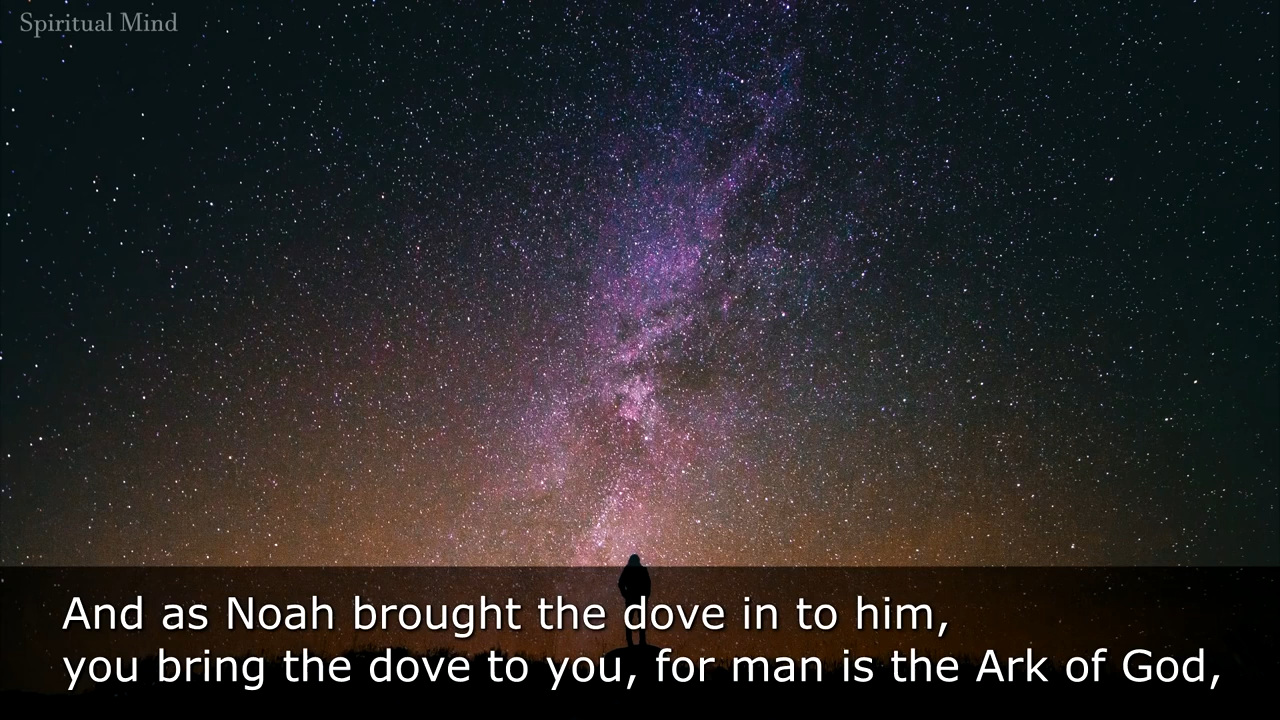 Spiritual Mind
And as Noah brought the dove in to him,
you bring the dove to you, for man is the Ark of God,